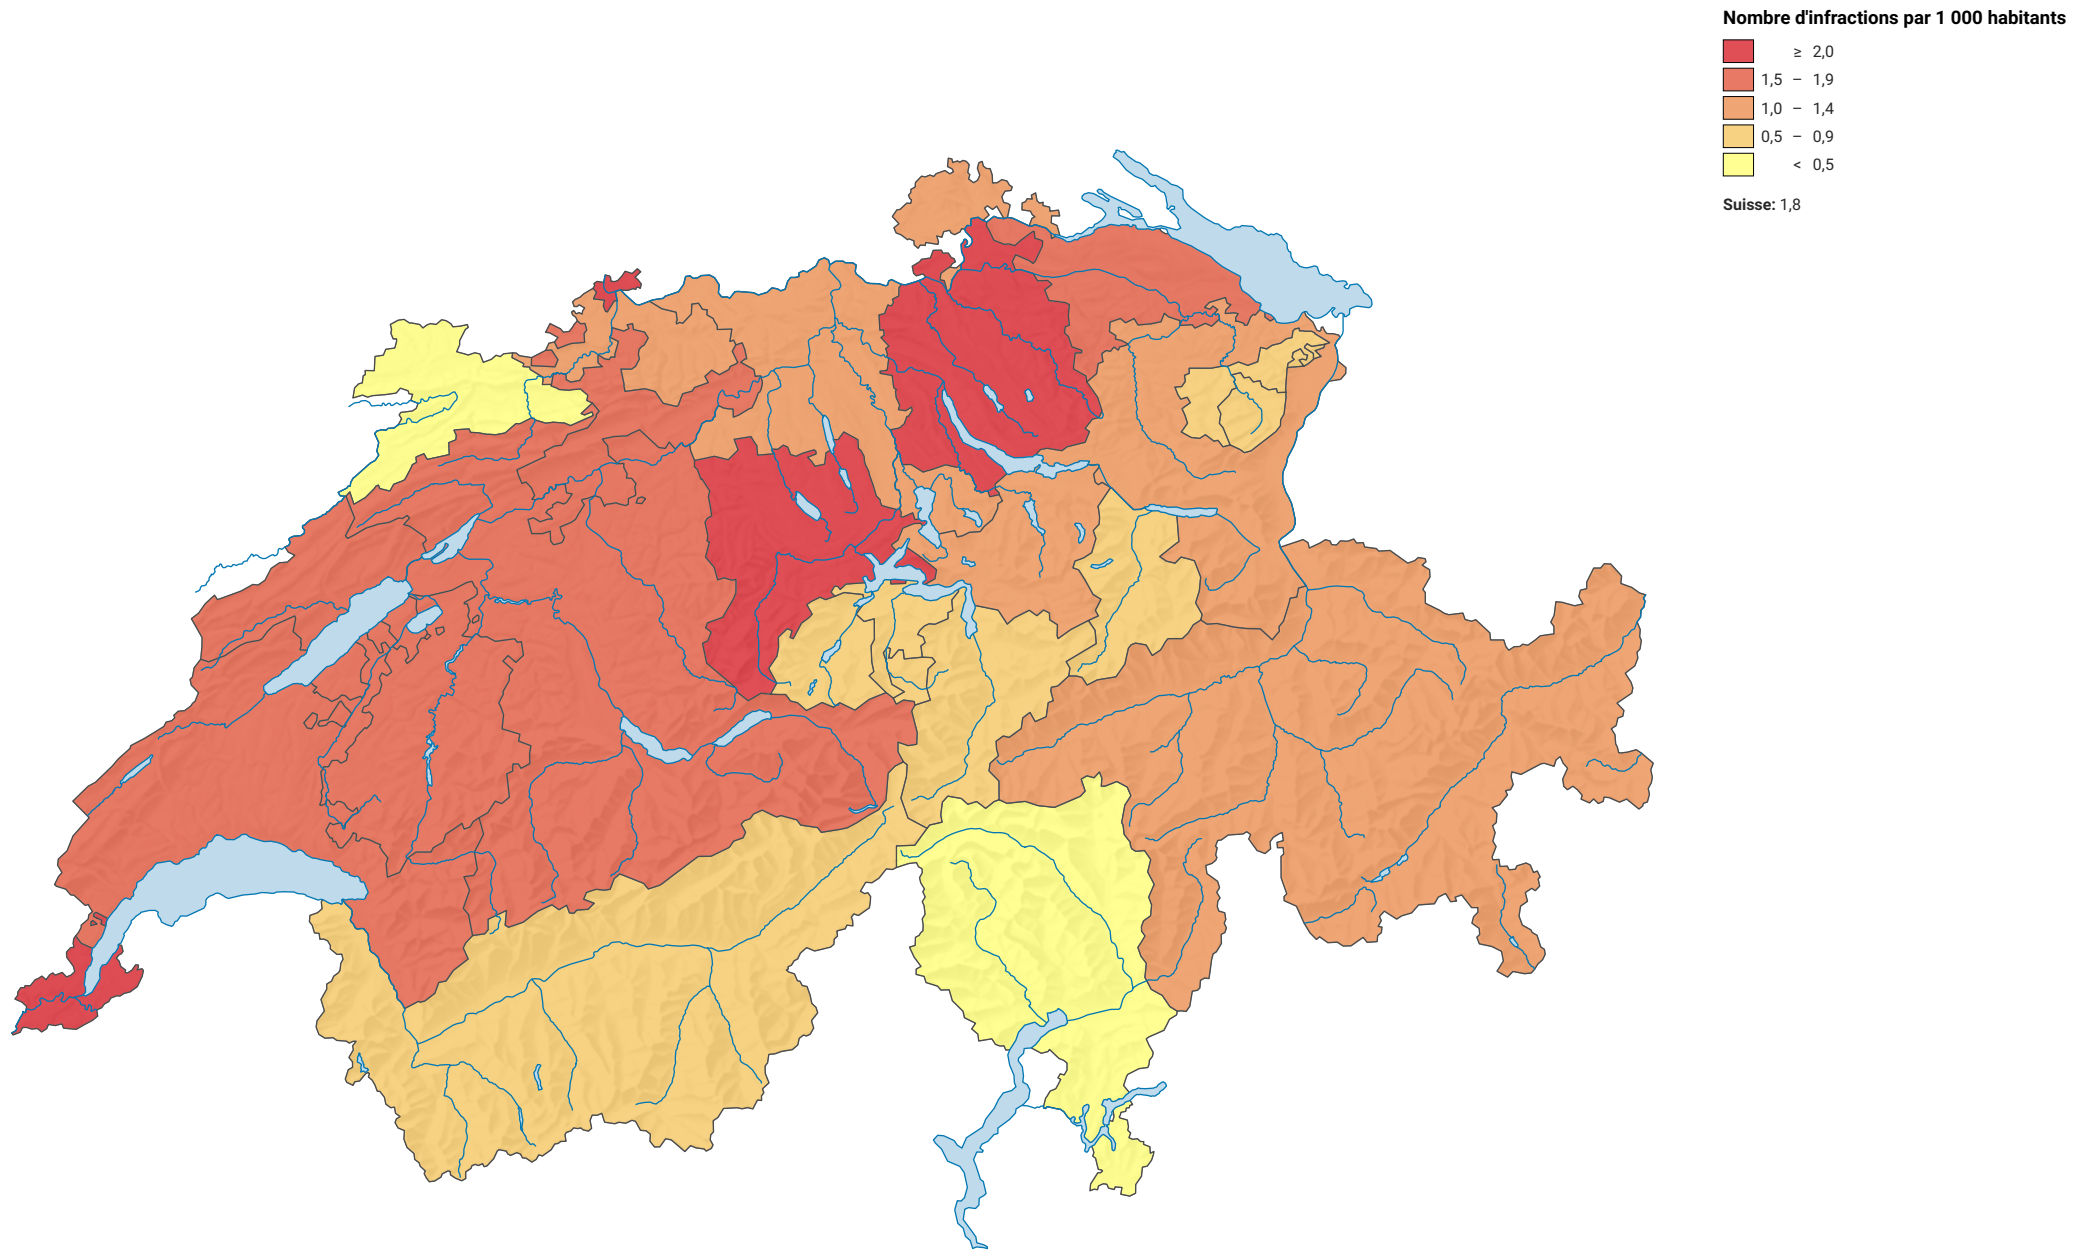 Nombre d'infractions par 1 000 habitants
≥ 2,0
1,5 – 1,9
1,0 – 1,4
0,5 – 0,9
< 0,5
Suisse: 1,8